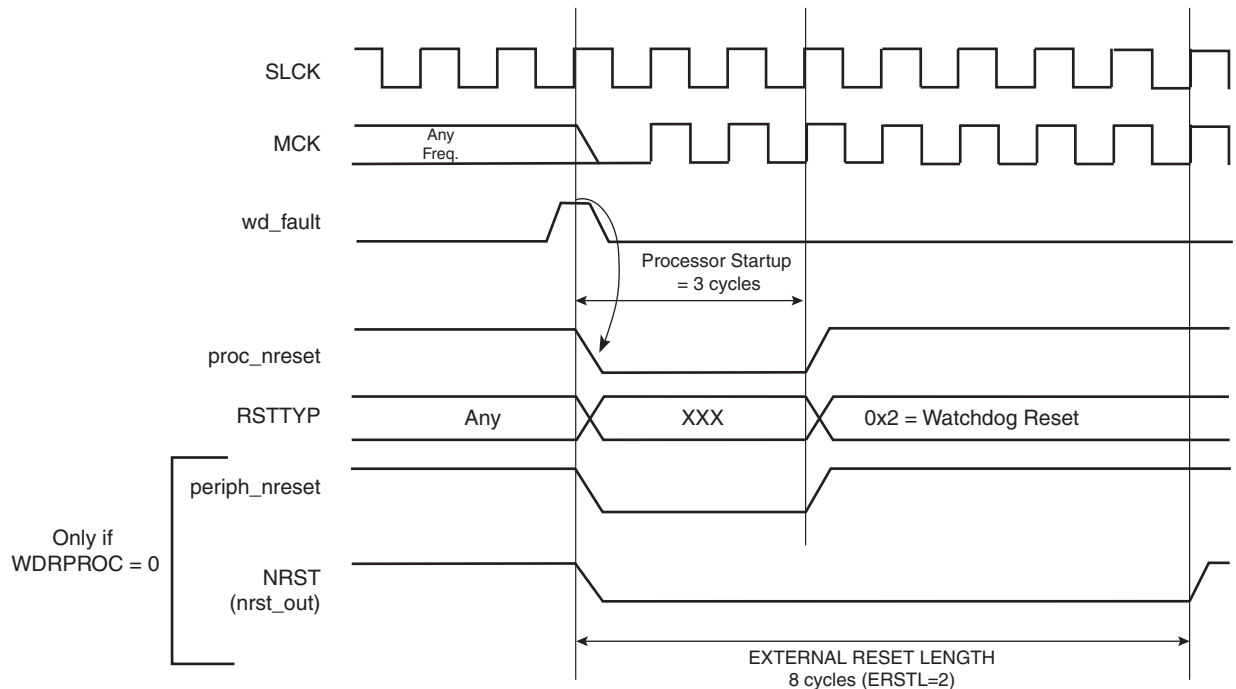 SLCK
MCK
Any
Freq.
wd_fault
Processor Startup
= 3 cycles
proc_nreset
RSTTYP
Any
XXX
0x2 = Watchdog Reset
periph_nreset
Only if
WDRPROC = 0
NRST
(nrst_out)
EXTERNAL RESET LENGTH
8 cycles (ERSTL=2)